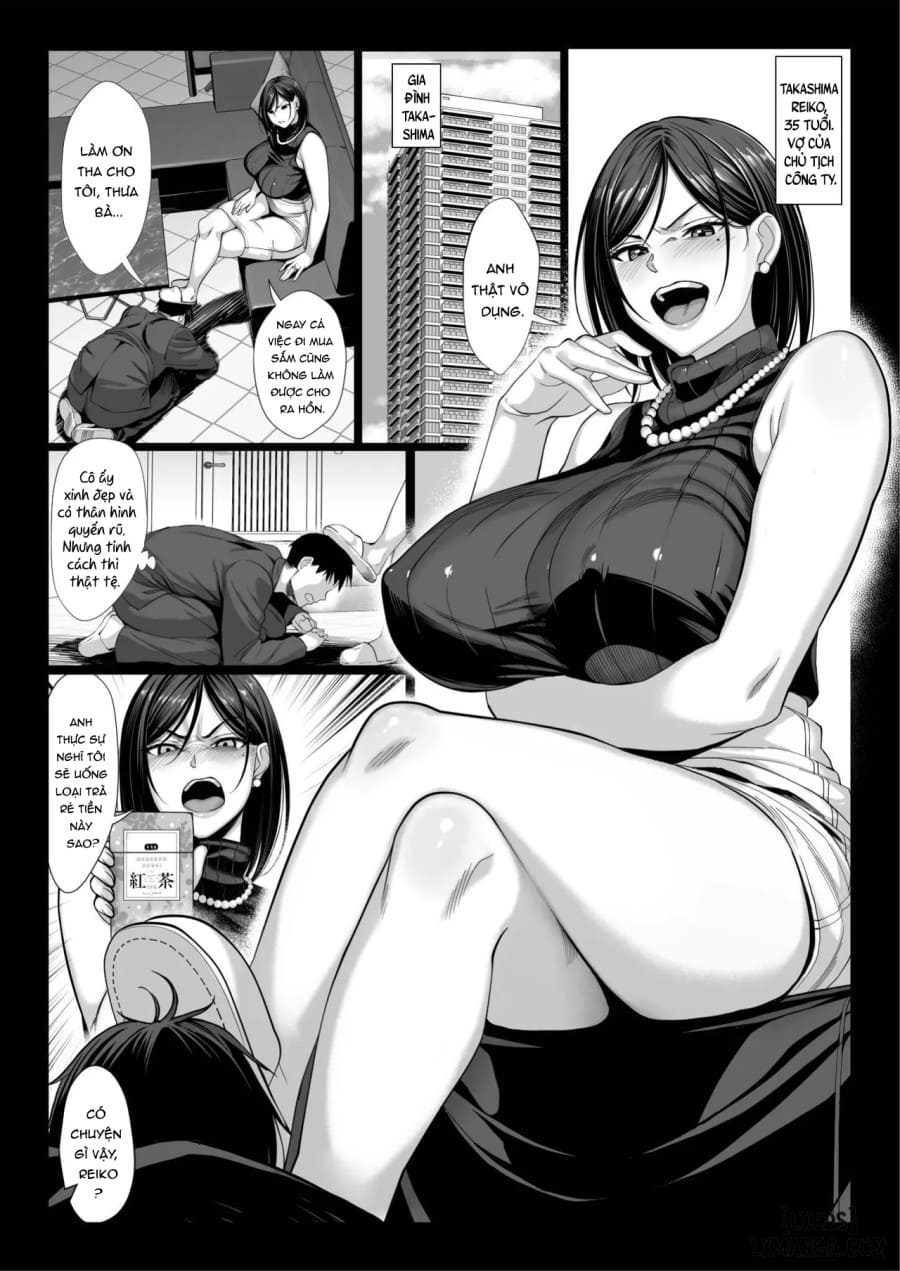 TAKASHIMA
REIKO,
35 TUỔI.
VỢ CỦA
CHỦ TỊCH
CÔNG TY.
GIA
ĐÌNH
TAKA-
SHIMA
ANH
THẬT VÔ
DỤNG.
LÀM ƠN
THA CHO
TÔI, THƯA
BÀ...
NGAY CẢ
VIỆC ĐI MUA
SẮM CŨNG
KHÔNG LÀM
ĐƯỢC CHO
RA HỒN.
Cô ấy
xinh đẹp và
có thân hình
quyến rũ.
Nhưng tính
cách thì
thật tệ.
ANH
THỰC SỰ
NGHĨ TÔI
SẼ UỐNG
LOẠI TRÀ
RẺ TIỀN
NÀY
SAO?
紅茶
CÓ
CHUYỆN
GÌ VẬY,
REIKO
?
LXMANGA.COM